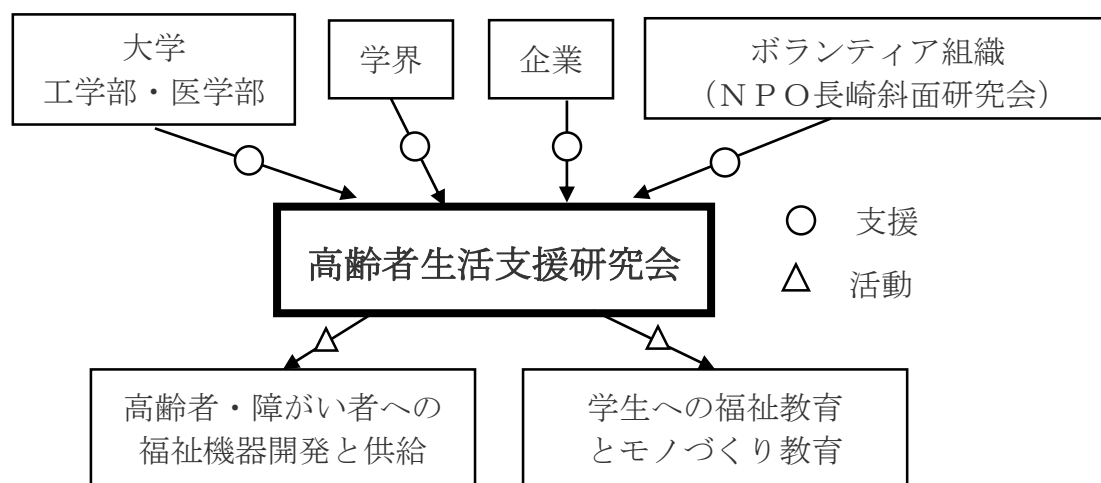 大学
工学部・医学部
学界
企業
ボランティア組織
(NPO長崎斜面研究会)
高齢者生活支援研究会
支援
活動
高齢者・障がい者への
福祉機器開発と供給
学生への福祉教育
とモノづくり教育